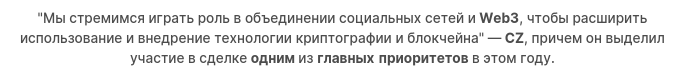 "Мы стремимся играть роль в объединении социальных сетей и Web3, чтобы расширить
использование и внедрение технологии криптографии и блокчейна" — CZ, причем он выделил
участие в сделке одним из главных приоритетов в этом году.